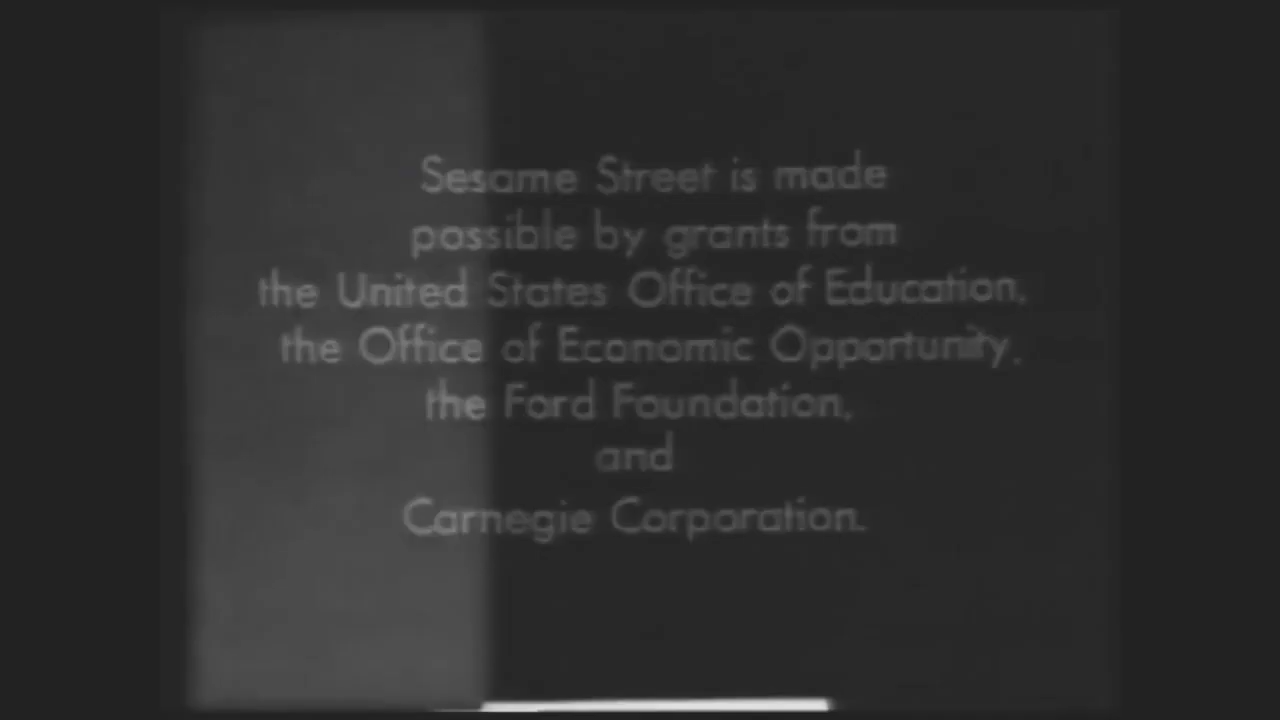 Sesame Street is made
possible by grants from
the United States Office of Education,
the Office of Economic Opportunity,
the Ford Foundation,
and
Carnegie Corporation.